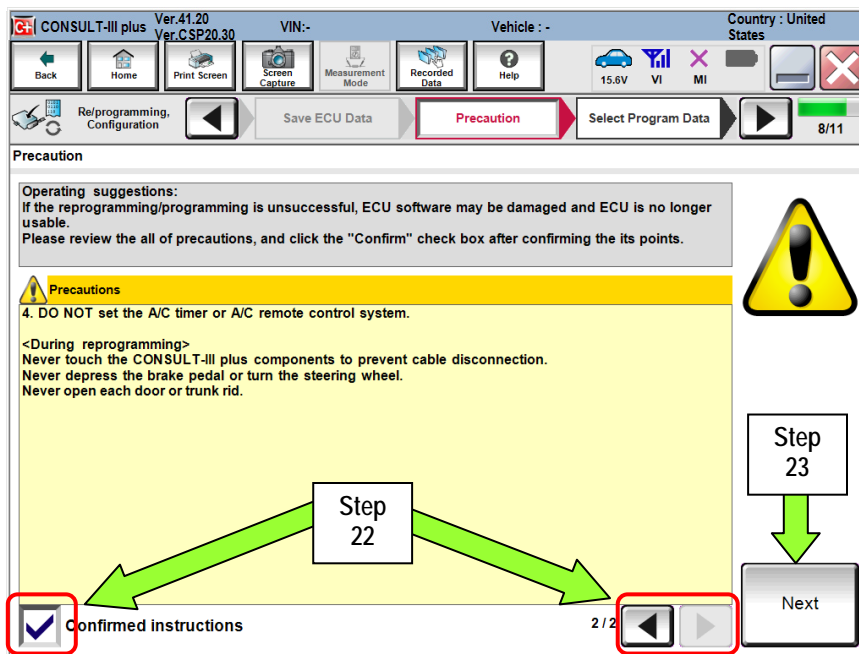 CONSULT-III plus
Ver.41.20
Ver.CSP20.30
VIN:-
Vehicle : -
Country : United
States
Back
Home
Print Screen
Screen
Capture
Measurement
Mode
Recorded
Data
Help
15.6V
VI
MI
Re/programming,
Configuration
Save ECU Data
Precaution
Select Program Data
8/11
Precaution
Operating suggestions:
If the reprogramming/programming is unsuccessful, ECU software may be damaged and ECU is no longer
usable.
Please review the all of precautions, and click the "Confirm" check box after confirming the its points.
Precautions
4. DO NOT set the A/C timer or A/C remote control system.
<During reprogramming>
Never touch the CONSULT-III plus components to prevent cable disconnection.
Never depress the brake pedal or turn the steering wheel.
Never open each door or trunk rid.
Step
22
Step
23
Confirmed instructions
2 / 2
Next